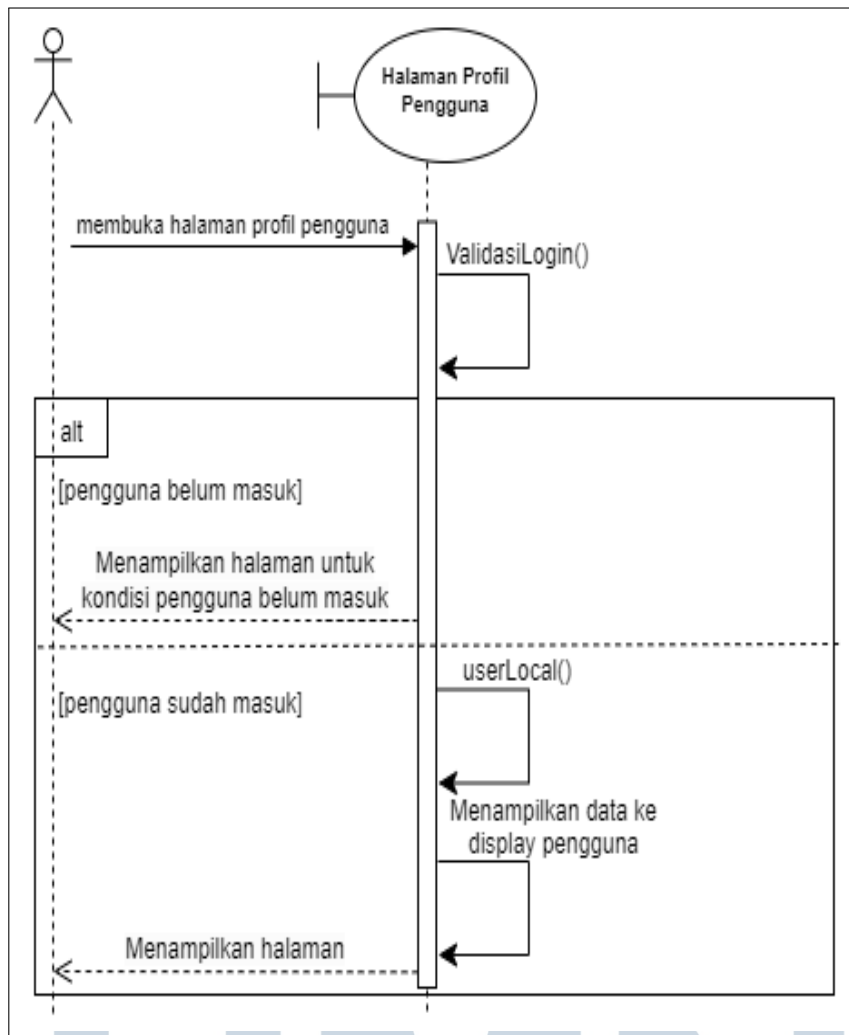 Halaman Profil
Pengguna
membuka halaman profil pengguna
ValidasiLogin()
alt
[pengguna belum masuk]
Menampilkan halaman untuk
kondisi pengguna belum masuk
userLocal()
[pengguna sudah masuk]
Menampilkan data ke
display pengguna
Menampilkan halaman